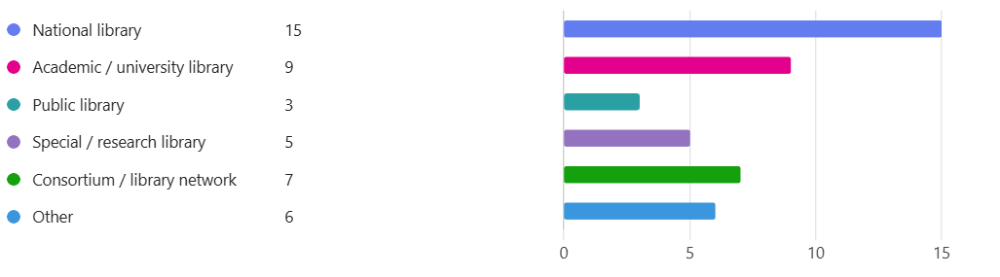 National library 15
Academic / university library 9
Public library 3
Special / research library 5
Consortium / library network 7
Other 6
0 5 10 15